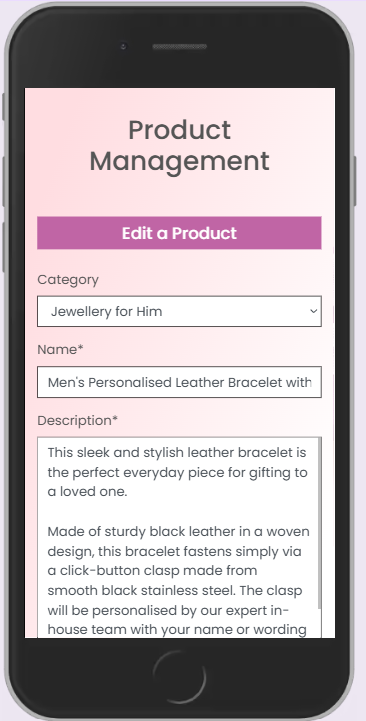 Product
Management
Edit a Product
Category
Jewellery for Him
Name*
Men's Personalised Leather Bracelet with
Description*
This sleek and stylish leather bracelet is
the perfect everyday piece for gifting to
a loved one.
Made of sturdy black leather in a woven
design, this bracelet fastens simply via
a click-button clasp made from
smooth black stainless steel. The clasp
will be personalised by our expert in-
house team with your name or wording